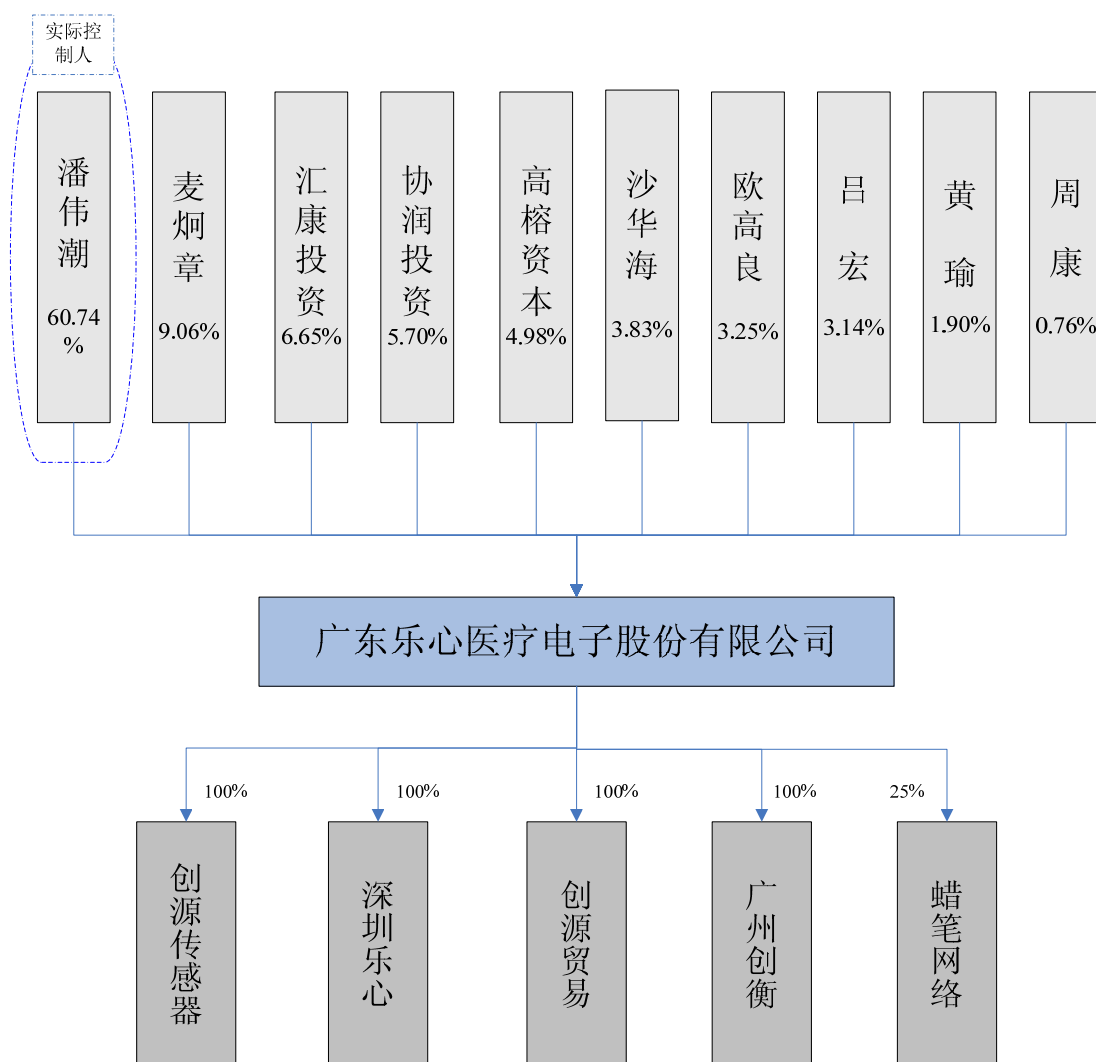 实际控
制人
潘伟潮
60.74
%
麦炯章
9.06%
汇康投资
6.65%
协润投资
5.70%
高榕资本
4.98%
沙华海
3.83%
欧高良
3.25%
吕宏
3.14%
黄瑜
1.90%
周康
0.76%
广东乐心医疗电子股份有限公司
100%
100%
100%
100%
25%
创源传感器
深圳乐心
创源贸易
广州创衡
蜡笔网络